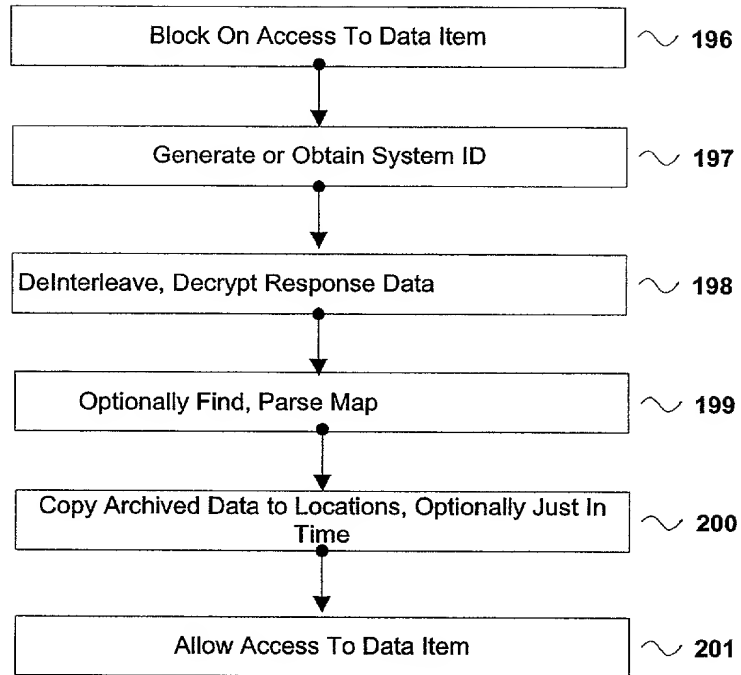 Block On Access To Data Item
196
Generate or Obtain System ID
197
DeInterleave, Decrypt Response Data
198
Optionally Find, Parse Map
199
Copy Archived Data to Locations, Optionally Just In
Time
200
Allow Access To Data Item
201